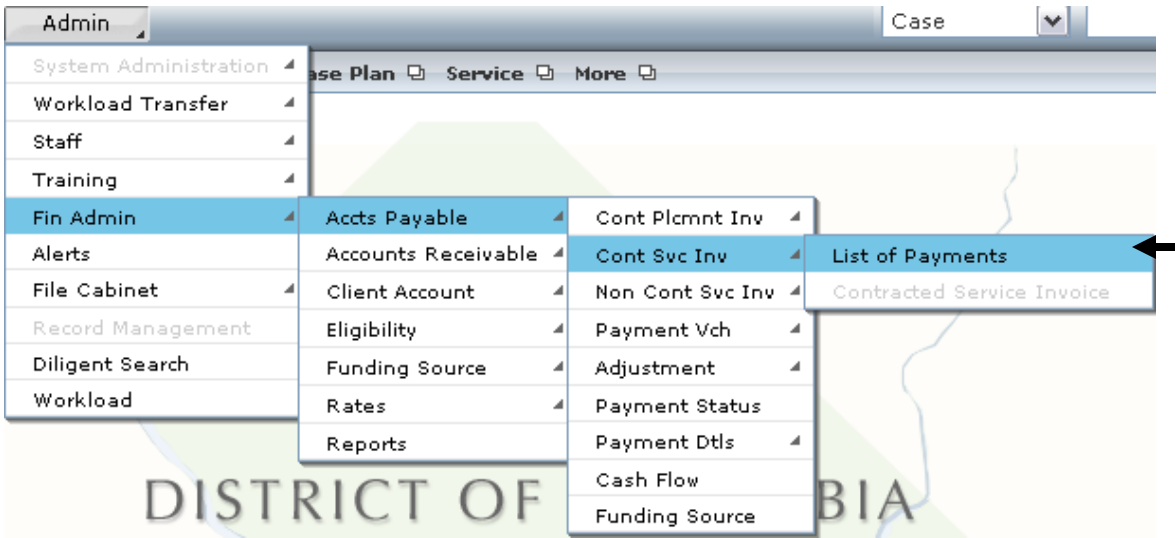 Admin
Case
System Administration
Plan Service More
Workload Transfer
Staff
Training
Fin Admin
Alerts
File Cabinet
Record Management
Diligent Search
Workload
Accts Payable
Accounts Receivable
Client Account
Eligibility
Funding Source
Rates
Reports
Cont Plcmnt Inv
Cont Svc Inv
Non Cont Svc Inv
Payment Vch
Adjustment
Payment Status
Payment Dtls
Cash Flow
Funding Source
List of Payments
Contracted Service Invoice
DISTRICT OF BIA